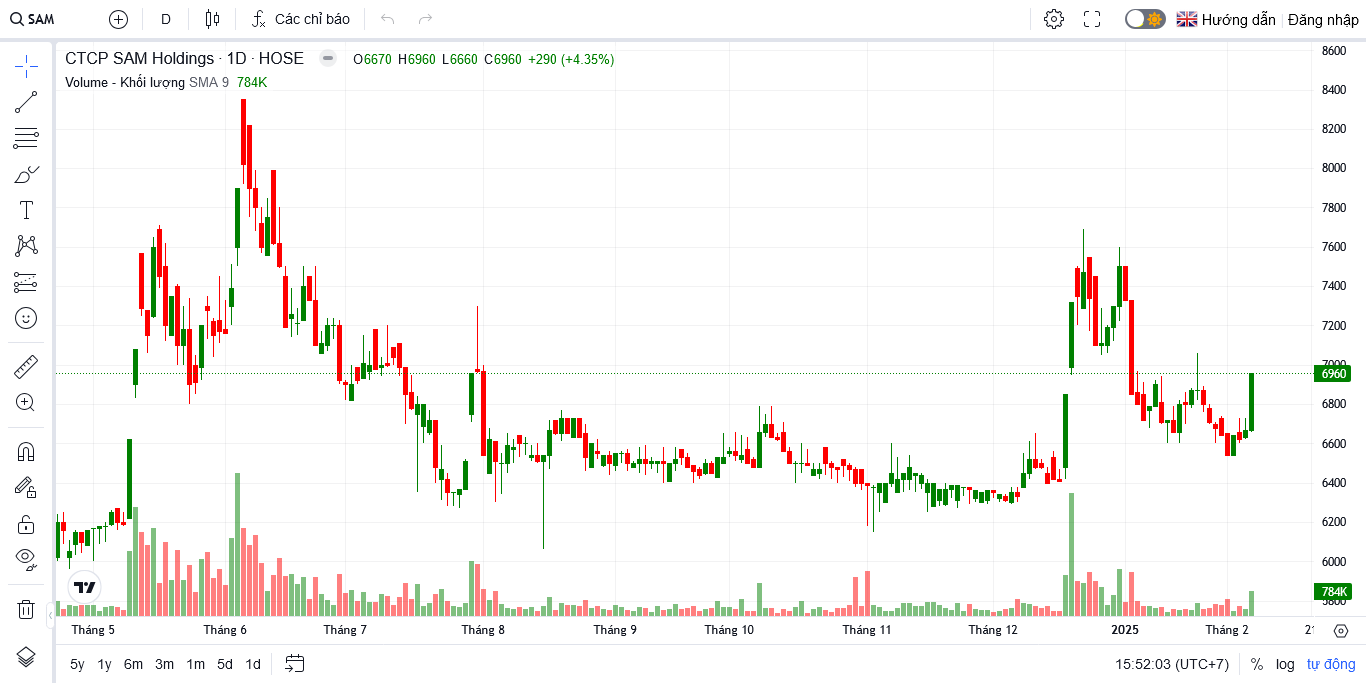 SAM D Các chỉ báo Hướng dẫn Đăng nhập
CTCP SAM Holdings · 1D · HOSE O6670 H6960 L6660 C6960 +290 (+4.35%)
Volume - Khối lượng SMA 9 784K
8600
8400
8200
8000
7800
7600
7400
7200
7000
6960
6800
6600
6400
6200
6000
784K
5800
Tháng 5 Tháng 6 Tháng 7 Tháng 8 Tháng 9 Tháng 10 Tháng 11 Tháng 12 2025 Tháng 2
5y 1y 6m 3m 1m 5d 1d 15:52:03 (UTC+7) % log tự động